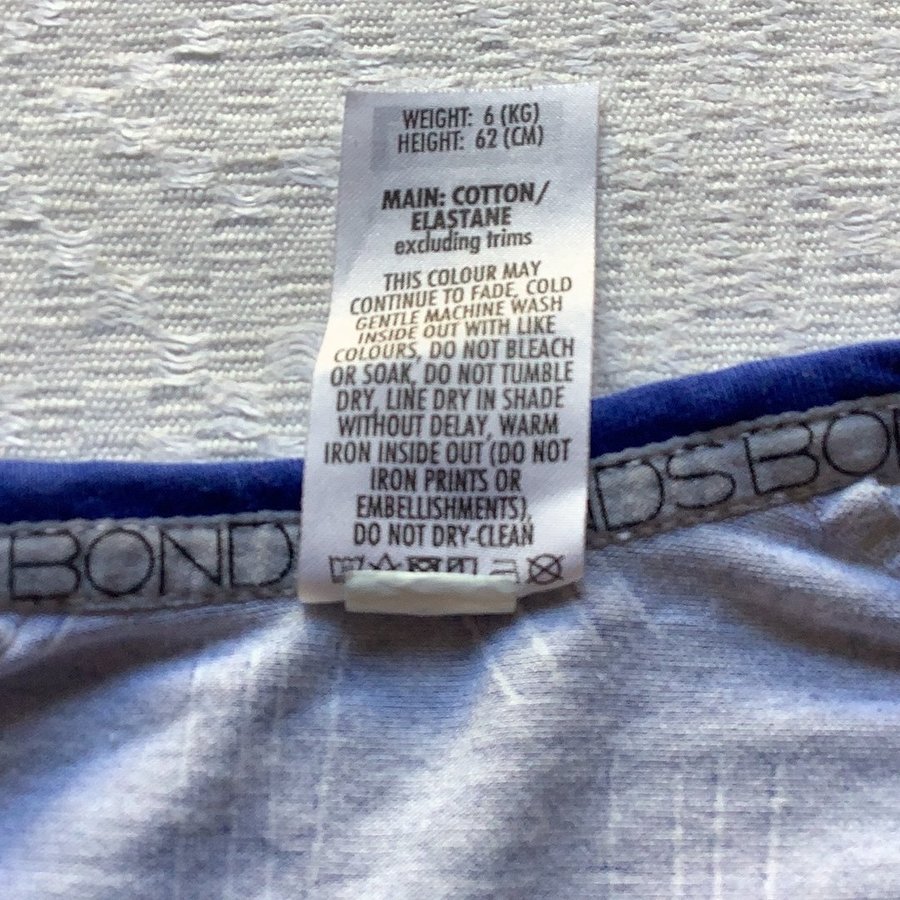 WEIGHT: 6 (KG)
HEIGHT: 62 (CM)
MAIN: COTTON/
ELASTANE
excluding trims
THIS COLOUR MAY
CONTINUE TO FADE, COLD
GENTLE MACHINE WASH
INSIDE OUT WITH LIKE
COLOURS, DO NOT BLEACH
OR SOAK, DO NOT TUMBLE
DRY, LINE DRY IN SHADE
WITHOUT DELAY, WARM
IRON INSIDE OUT (DO NOT
IRON PRINTS OR
EMBELLISHMENTS),
DO NOT DRY-CLEAN
BONDS
NDS BON